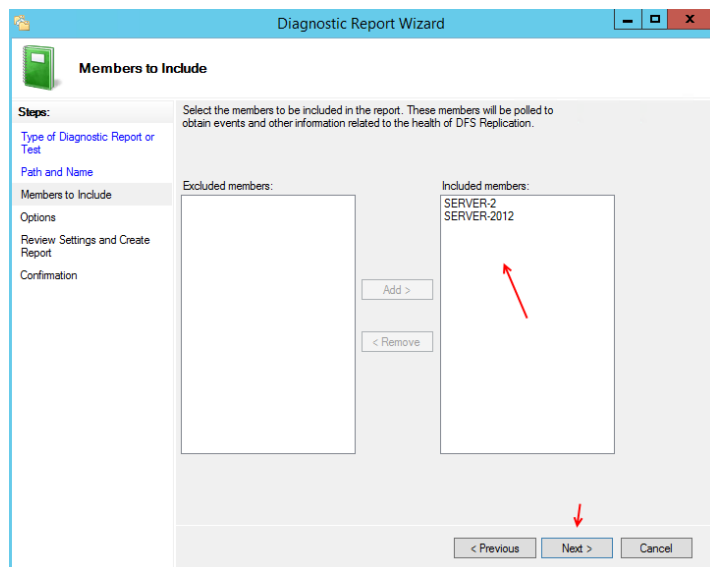 Diagnostic Report Wizard
Members to Include
Steps:
Type of Diagnostic Report or
Test
Path and Name
Members to Include
Options
Review Settings and Create
Report
Confirmation
Select the members to be included in the report. These members will be polled to
obtain events and other information related to the health of DFS Replication.
Excluded members:
Included members:
SERVER-2
SERVER-2012
Add >
< Remove
< Previous
Next >
Cancel